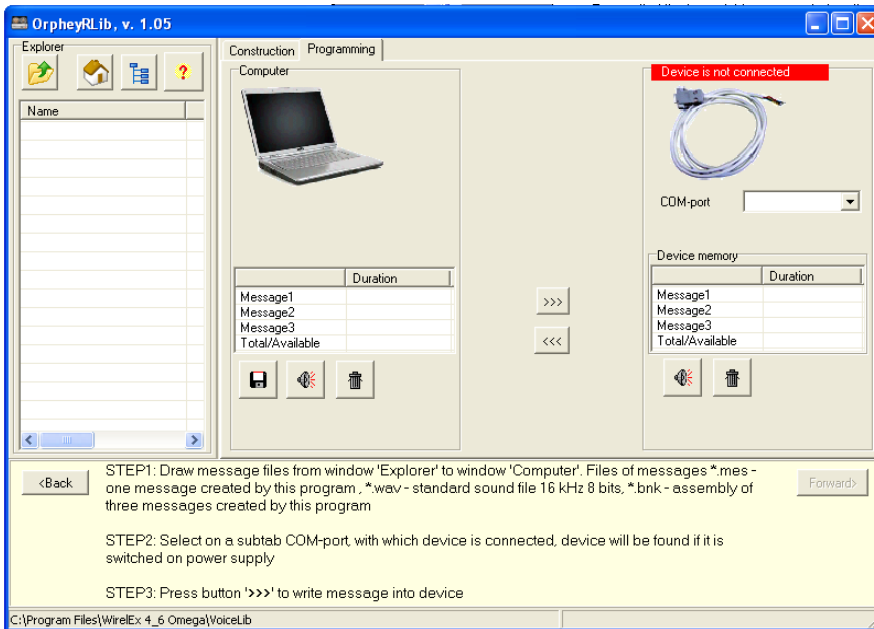 OrpheyRLib, v. 1.05
Explorer
Name
Construction
Programming
Computer
Duration
Message1
Message2
Message3
Total/Available
>>>
<<<
Device is not connected
COM-port
Device memory
Duration
Message1
Message2
Message3
Total/Available
<Back
STEP1: Draw message files from window 'Explorer' to window 'Computer'. Files of messages *.mes -
one message created by this program , *.wav - standard sound file 16 kHz 8 bits, *.bnk - assembly of
three messages created by this program
STEP2: Select on a subtab COM-port, with which device is connected, device will be found if it is
switched on power supply
STEP3: Press button '>>>' to write message into device
Forward>
C:\Program Files\WirelEx 4_6 Omega\VoiceLib